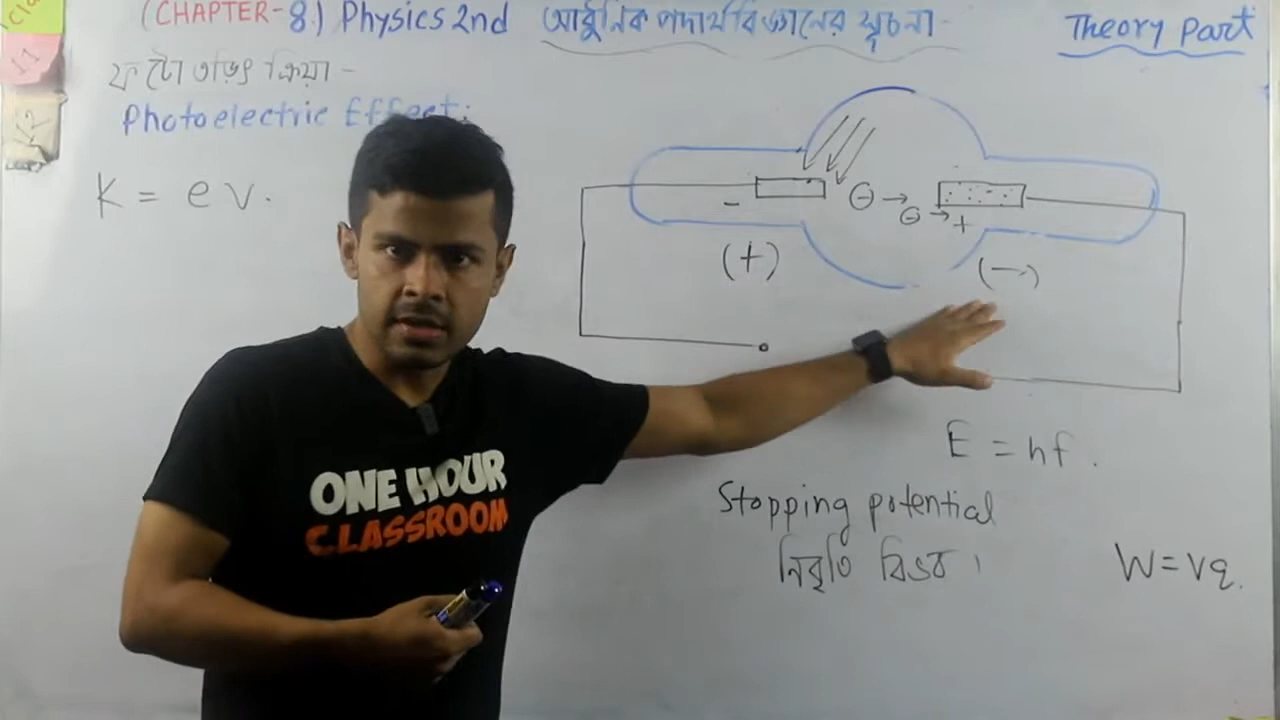 (CHAPTER-8.) Physics 2nd আধুনিক পদার্থবিজ্ঞানের সূচনা- Theory Part
11
ফটো তড়িৎ ক্রিয়া -
Photoelectric Effect:
K = ev.
-
⊖ → ⊖ → +
(+)
(-)
E = hf.
Stopping potential
নিবৃতি বিভব।
W = Vq.
ONE HOUR
CLASSROOM